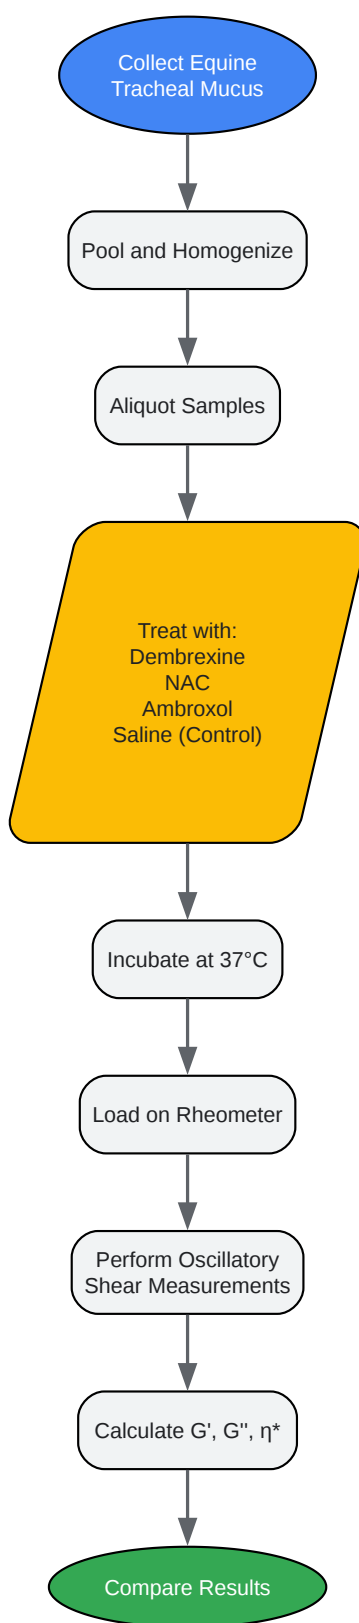 Collect Equine
Tracheal Mucus
Pool and Homogenize
Aliquot Samples
Treat with:
Dembrexine
NAC
Ambroxol
Saline (Control)
Incubate at 37°C
Load on Rheometer
Perform Oscillatory
Shear Measurements
Calculate G', G'', η*
Compare Results